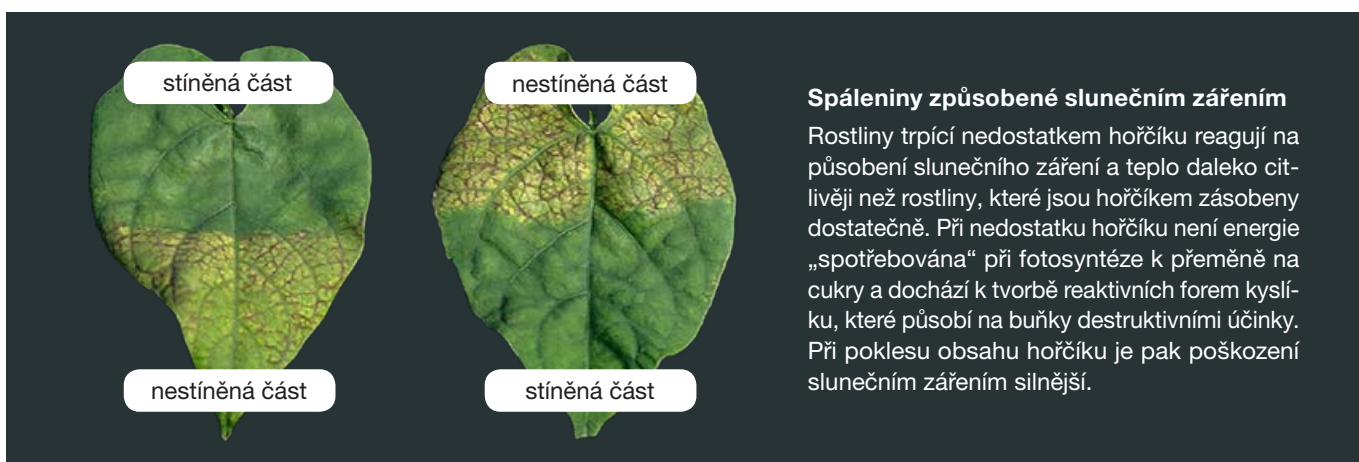 stíněná část
nestíněná část
nestíněná část
stíněná část
Spáleniny způsobené slunečním zářením
Rostliny trpící nedostatkem hořčíku reagují na
působení slunečního záření a teplo daleko cit-
livěji než rostliny, které jsou hořčíkem zásobeny
dostatečně. Při nedostatku hořčíku není energie
„spotřebována“ při fotosyntéze k přeměně na
cukry a dochází k tvorbě reaktivních forem kyslí-
ku, které působí na buňky destruktivními účinky.
Při poklesu obsahu hořčíku je pak poškození
slunečním zářením silnější.